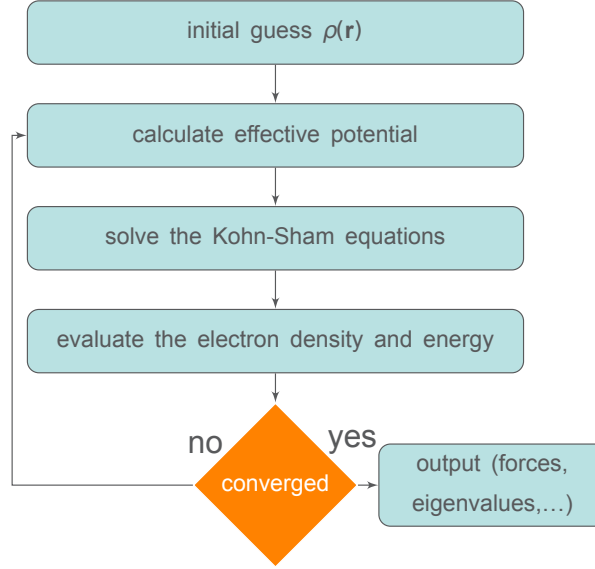 initial guess ρ(r)
calculate effective potential
solve the Kohn-Sham equations
evaluate the electron density and energy
no
yes
converged
output (forces,
eigenvalues,…)